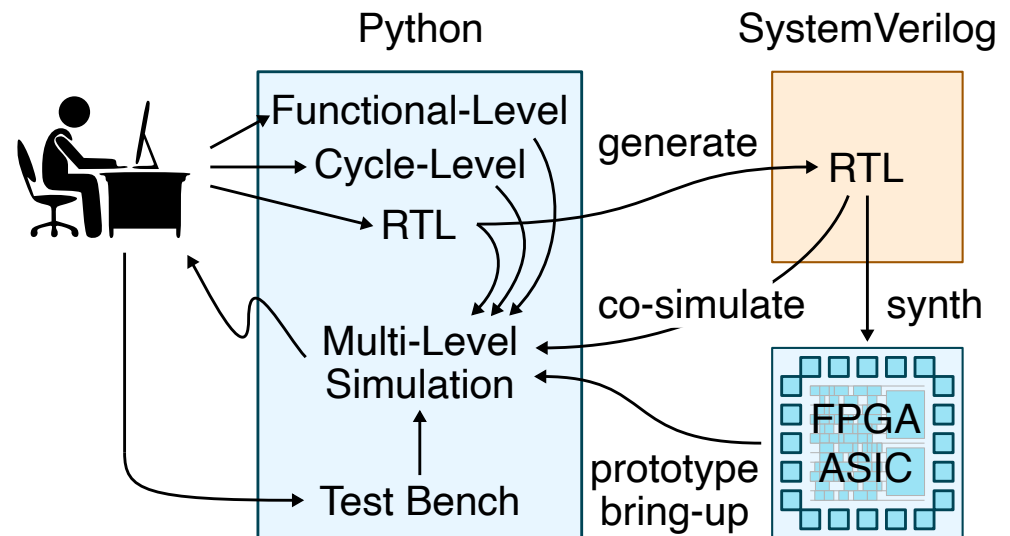 Python
SystemVerilog
Functional-Level
Cycle-Level
RTL
generate
RTL
co-simulate
synth
Multi-Level
Simulation
FPGA
ASIC
prototype
bring-up
Test Bench